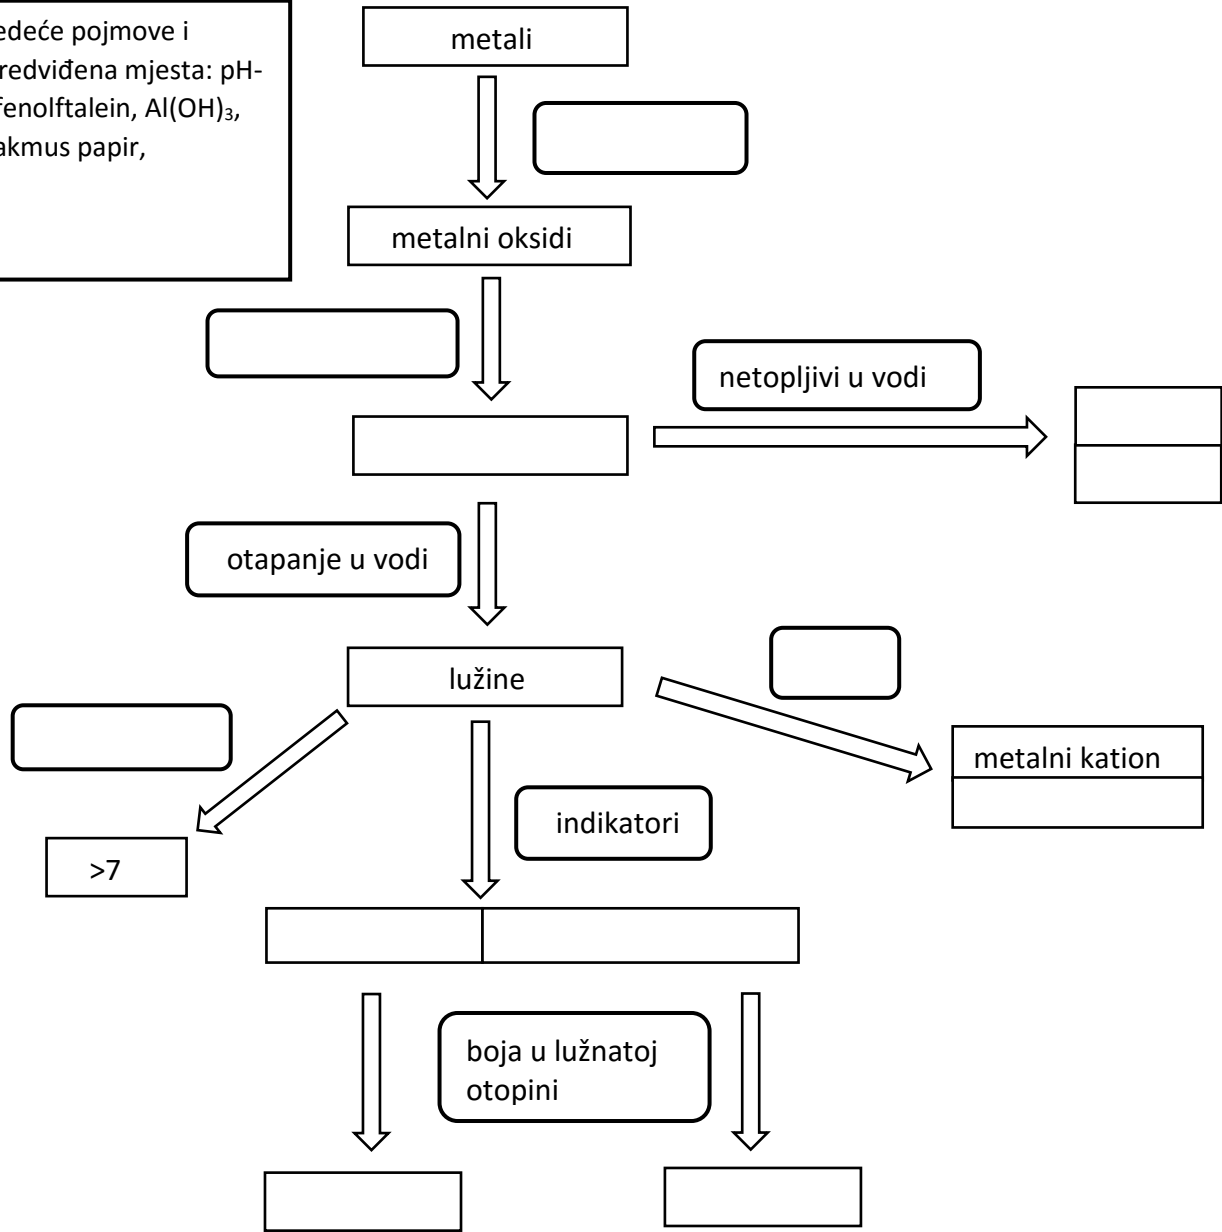 edeće pojmove i
redviđena mjesta: pH-
fenolftalein, Al(OH)₃,
akmus papir,
metali
metalni oksidi
netopljivi u vodi
otapanje u vodi
lužine
metalni kation
>7
indikatori
boja u lužnatoj
otopini